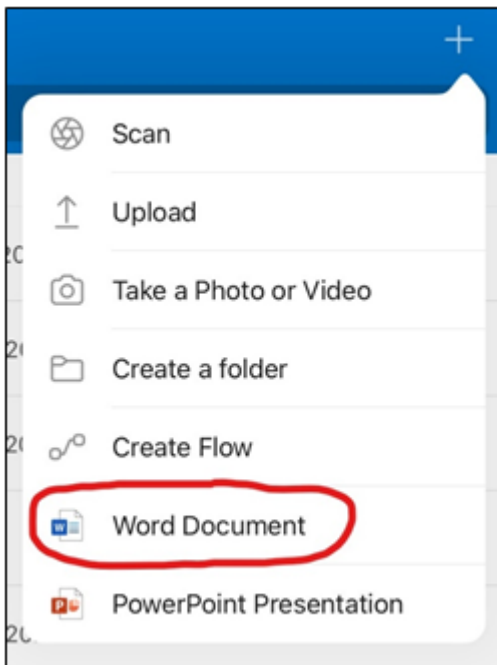 Scan
Upload
Take a Photo or Video
Create a folder
Create Flow
Word Document
PowerPoint Presentation